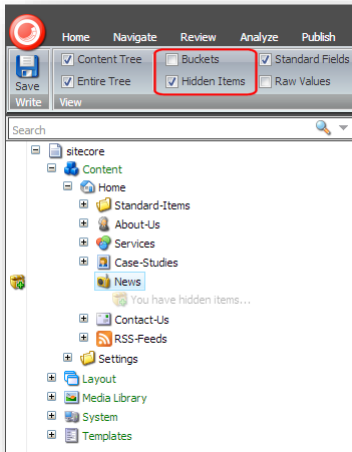 Home Navigate Review Analyze Publish
Content Tree Buckets Standard Fields
Save Entire Tree Hidden Items Raw Values
Write View
Search
sitecore
Content
Home
Standard-Items
About-Us
Services
Case-Studies
News
You have hidden items...
Contact-Us
RSS-Feeds
Settings
Layout
Media Library
System
Templates